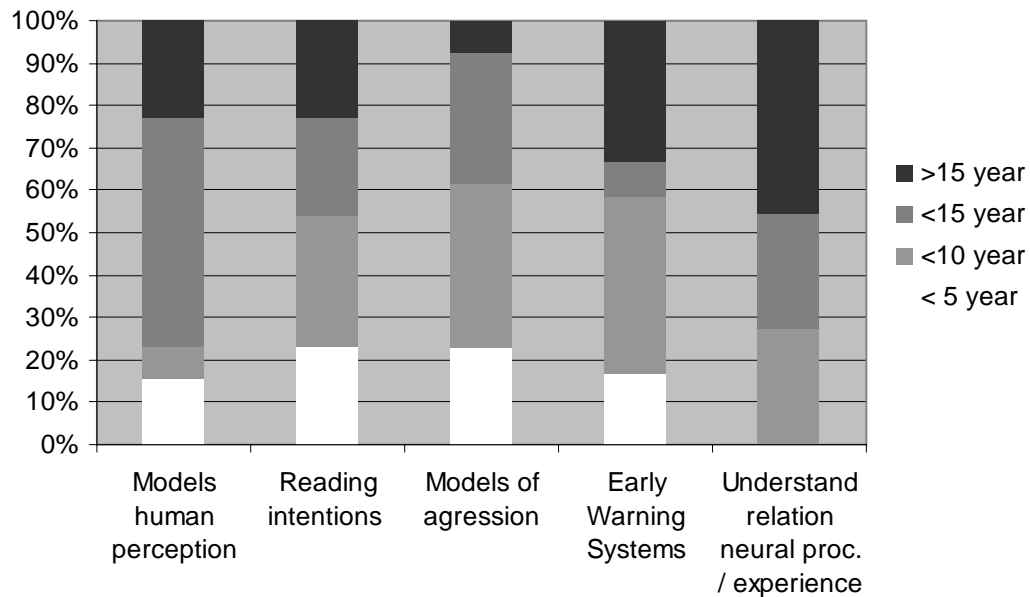 100%
90%
80%
70%
60%
50%
40%
30%
20%
10%
0%
>15 year
<15 year
<10 year
< 5 year
Models
human
perception
Reading
intentions
Models of
agression
Early
Warning
Systems
Understand
relation
neural proc.
/ experience